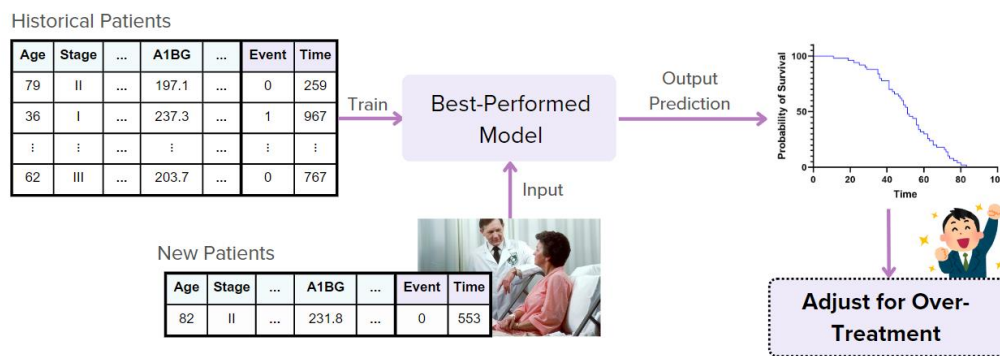 Historical Patients
Age Stage ... A1BG ... Event Time
79 II ... 197.1 ... 0 259
36 I ... 237.3 ... 1 967
⋮ ⋮ ... ⋮ ... ⋮ ⋮
62 III ... 203.7 ... 0 767
Train
Best-Performed
Model
Output
Prediction
Input
Probability of Survival
100
50
0
0 20 40 60 80 100
Time
New Patients
Age Stage ... A1BG ... Event Time
82 II ... 231.8 ... 0 553
Adjust for Over-
Treatment